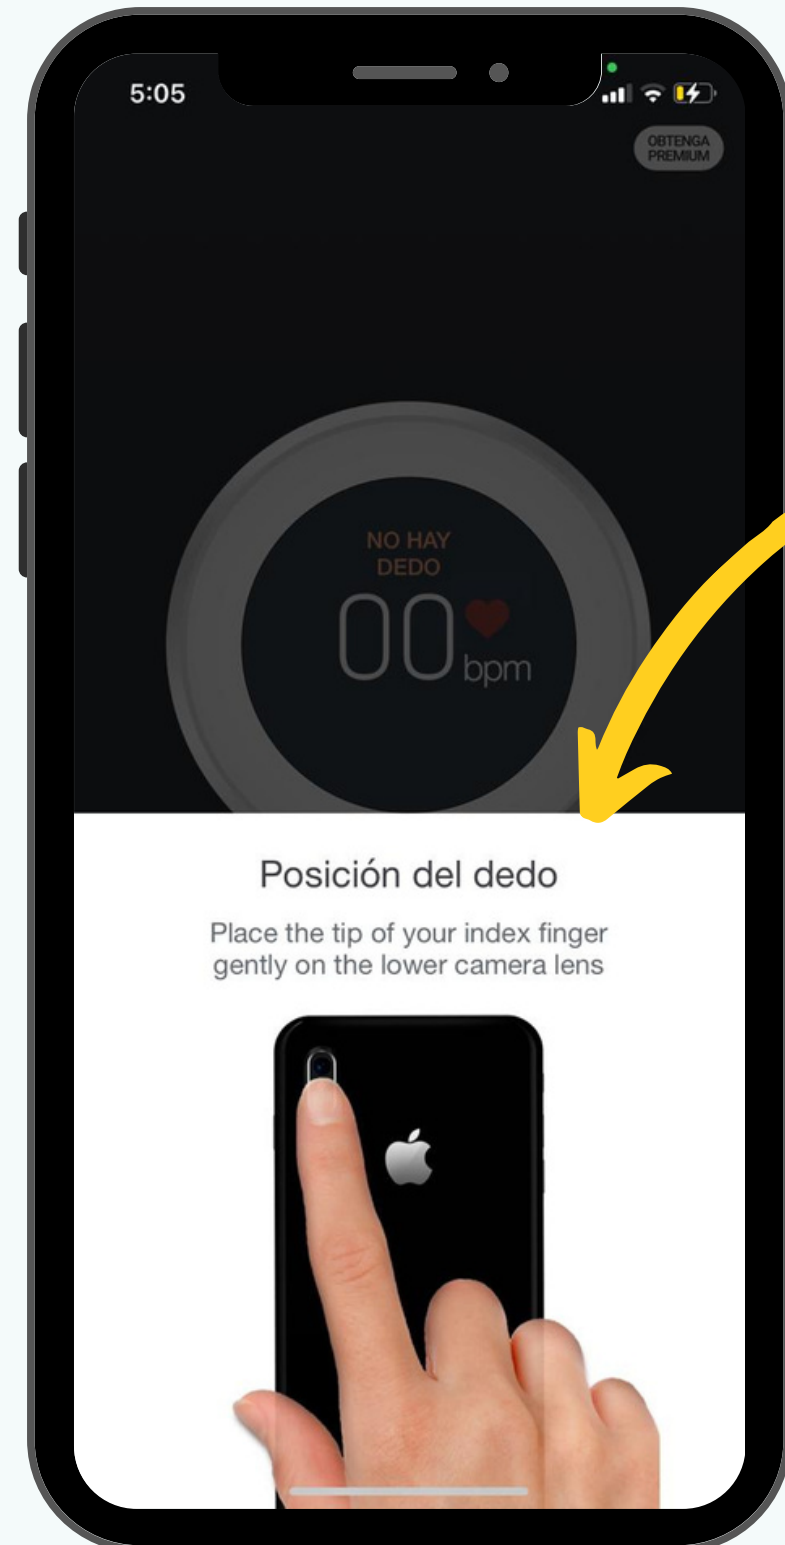 5:05
OBTENGA
PREMIUM
NO HAY
DEDO
00
bpm
Posición del dedo
Place the tip of your index finger
gently on the lower camera lens